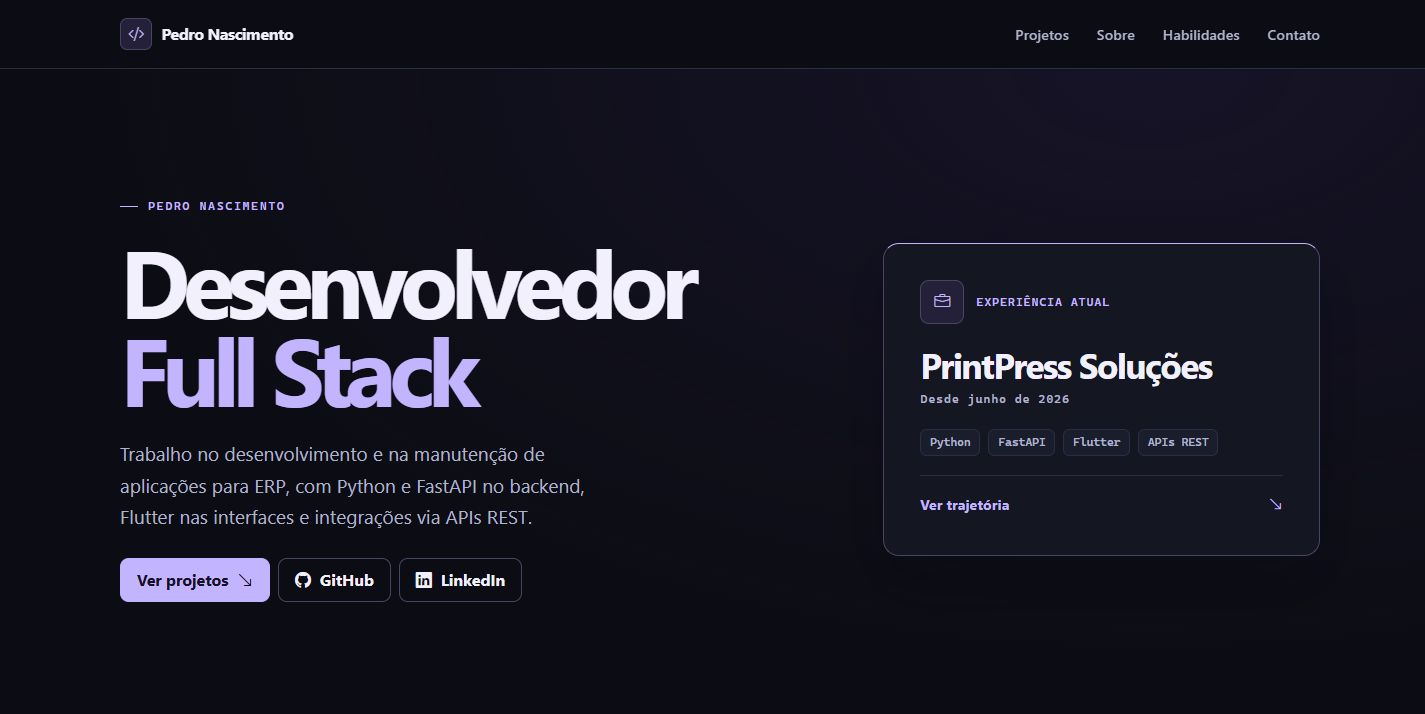 Pedro Nascimento
Projetos Sobre Habilidades Contato
PEDRO NASCIMENTO
Desenvolvedor
Full Stack
Trabalho no desenvolvimento e na manutenção de
aplicações para ERP, com Python e FastAPI no backend,
Flutter nas interfaces e integrações via APIs REST.
Ver projetos
GitHub
LinkedIn
EXPERIÊNCIA ATUAL
PrintPress Soluções
Desde junho de 2026
Python FastAPI Flutter APIs REST
Ver trajetória